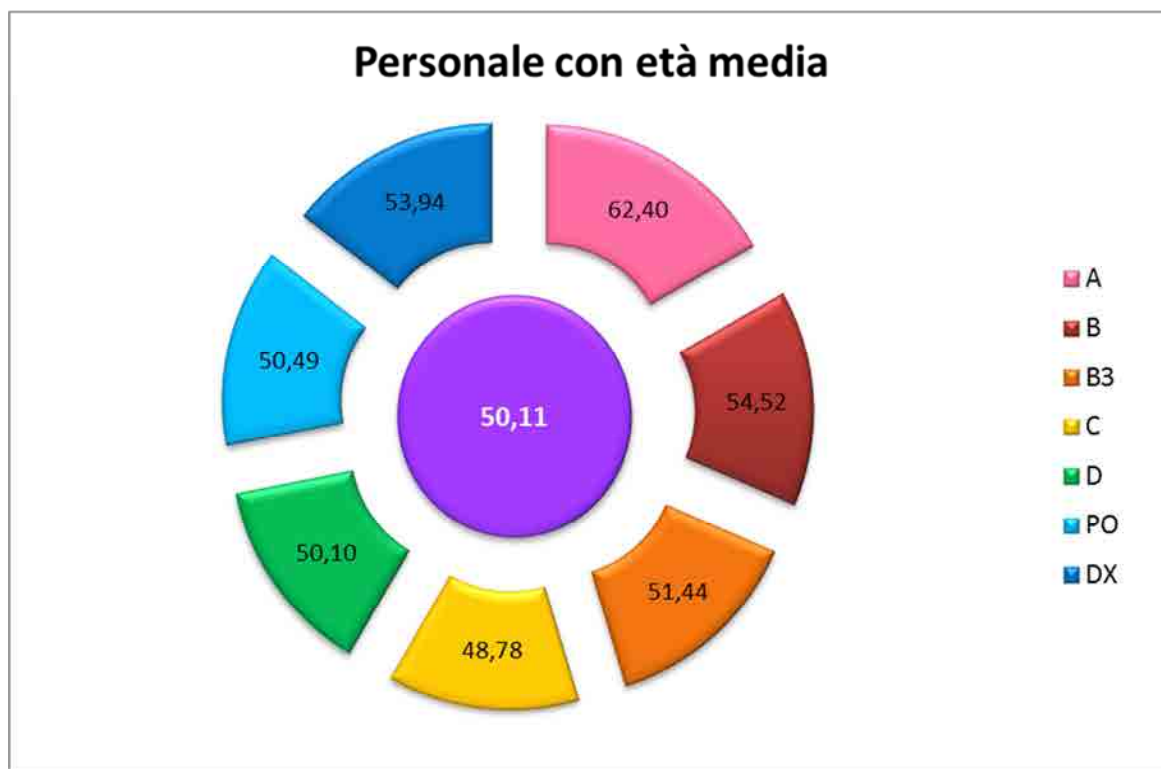 Personale con età media
53,94
62,40
50,49
50,11
54,52
50,10
51,44
48,78
A
B
B3
C
D
PO
DX